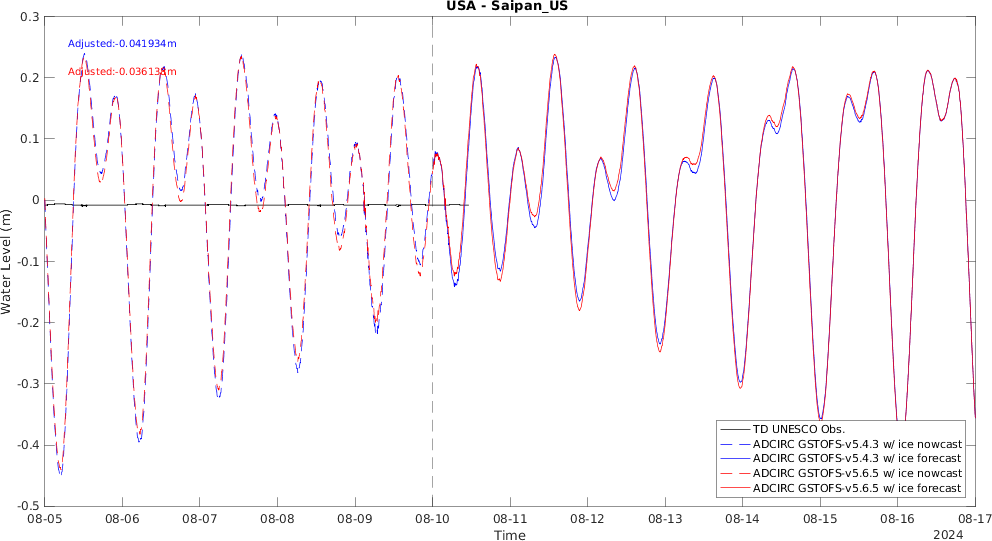 USA - Saipan_US
Adjusted:-0.041934m
Adjusted:-0.036133m
Water Level (m)
0.3
0.2
0.1
0
-0.1
-0.2
-0.3
-0.4
-0.5
TD UNESCO Obs.
ADCIRC GSTOFS-v5.4.3 w/ ice nowcast
ADCIRC GSTOFS-v5.4.3 w/ ice forecast
ADCIRC GSTOFS-v5.6.5 w/ ice nowcast
ADCIRC GSTOFS-v5.6.5 w/ ice forecast
08-05 08-06 08-07 08-08 08-09 08-10 08-11 08-12 08-13 08-14 08-15 08-16 08-17
Time
2024